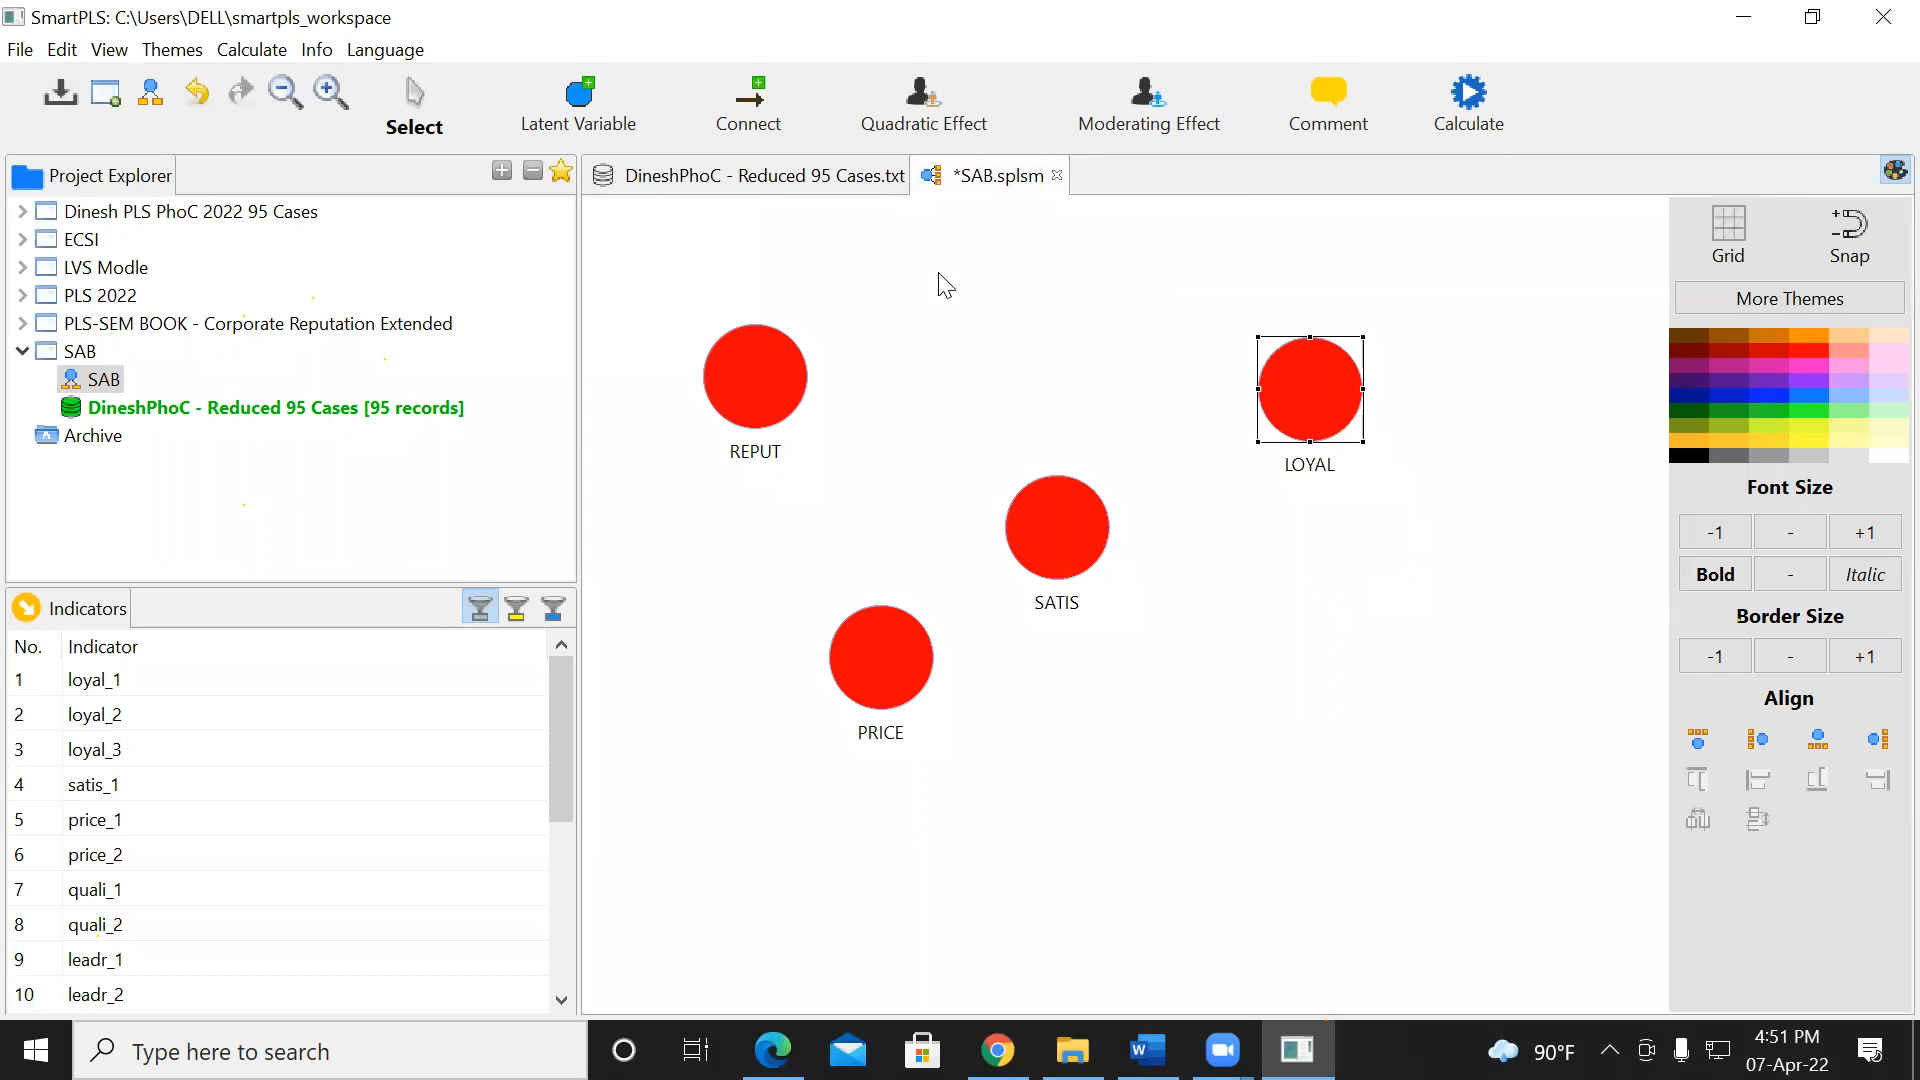 SmartPLS: C:\Users\DELL\smartpls_workspace
File Edit View Themes Calculate Info Language
Select
Latent Variable
Connect
Quadratic Effect
Moderating Effect
Comment
Calculate
Project Explorer
Dinesh PLS PhoC 2022 95 Cases
ECSI
LVS Modle
PLS 2022
PLS-SEM BOOK - Corporate Reputation Extended
SAB
SAB
DineshPhoC - Reduced 95 Cases [95 records]
Archive
Indicators
No. Indicator
1 loyal_1
2 loyal_2
3 loyal_3
4 satis_1
5 price_1
6 price_2
7 quali_1
8 quali_2
9 leadr_1
10 leadr_2
DineshPhoC - Reduced 95 Cases.txt
*SAB.splsm
REPUT
LOYAL
SATIS
PRICE
Grid
Snap
More Themes
Font Size
-1 - +1
Bold - Italic
Border Size
-1 - +1
Align
Type here to search
90°F
4:51 PM
07-Apr-22